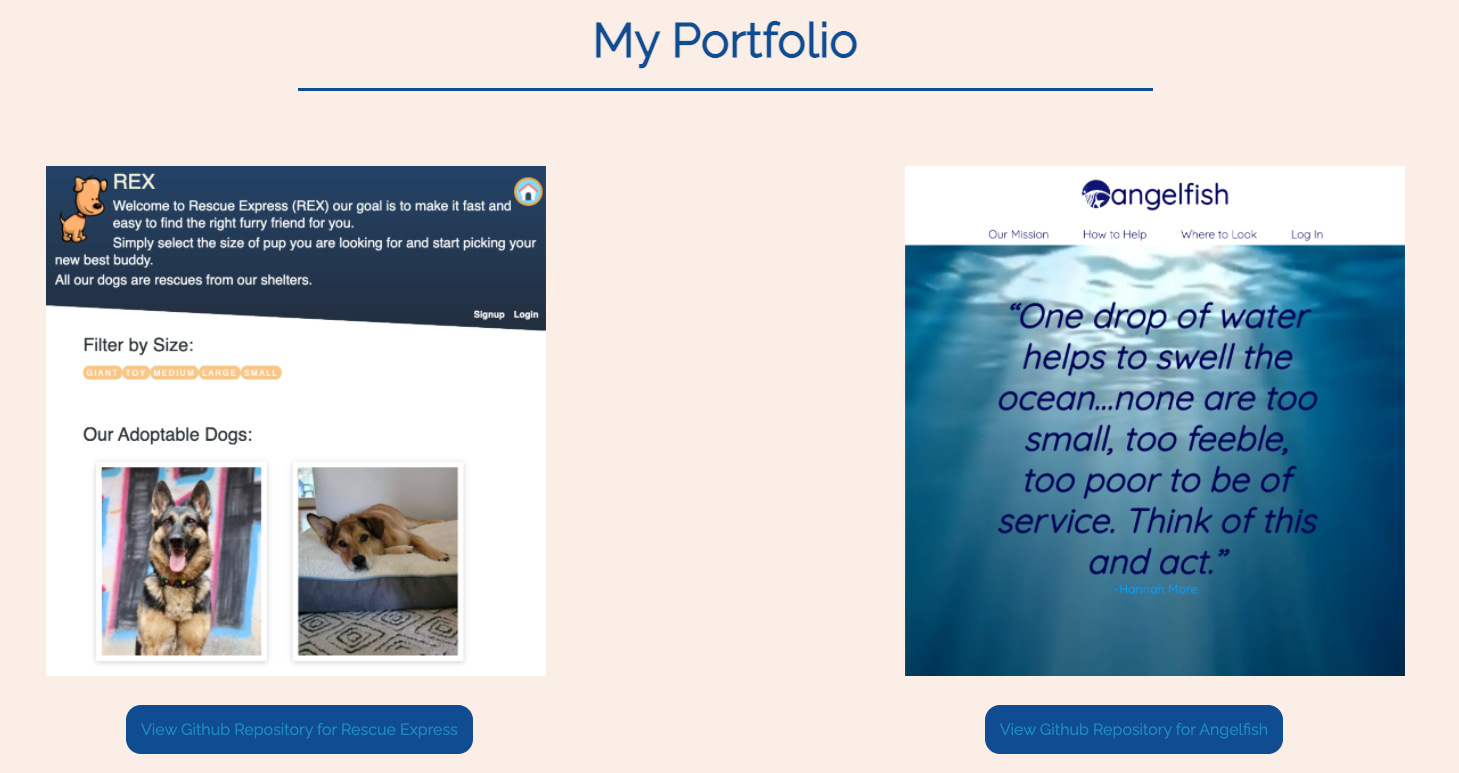 My Portfolio
REX
Welcome to Rescue Express (REX) our goal is to make it fast and
easy to find the right furry friend for you.
Simply select the size of pup you are looking for and start picking your
new best buddy.
All our dogs are rescues from our shelters.
Signup Login
Filter by Size:
GIANT TOY MEDIUM LARGE SMALL
Our Adoptable Dogs:
View Github Repository for Rescue Express
angelfish
Our Mission How to Help Where to Look Log In
“One drop of water
helps to swell the
ocean...none are too
small, too feeble,
too poor to be of
service. Think of this
and act.”
-Hannah More
View Github Repository for Angelfish